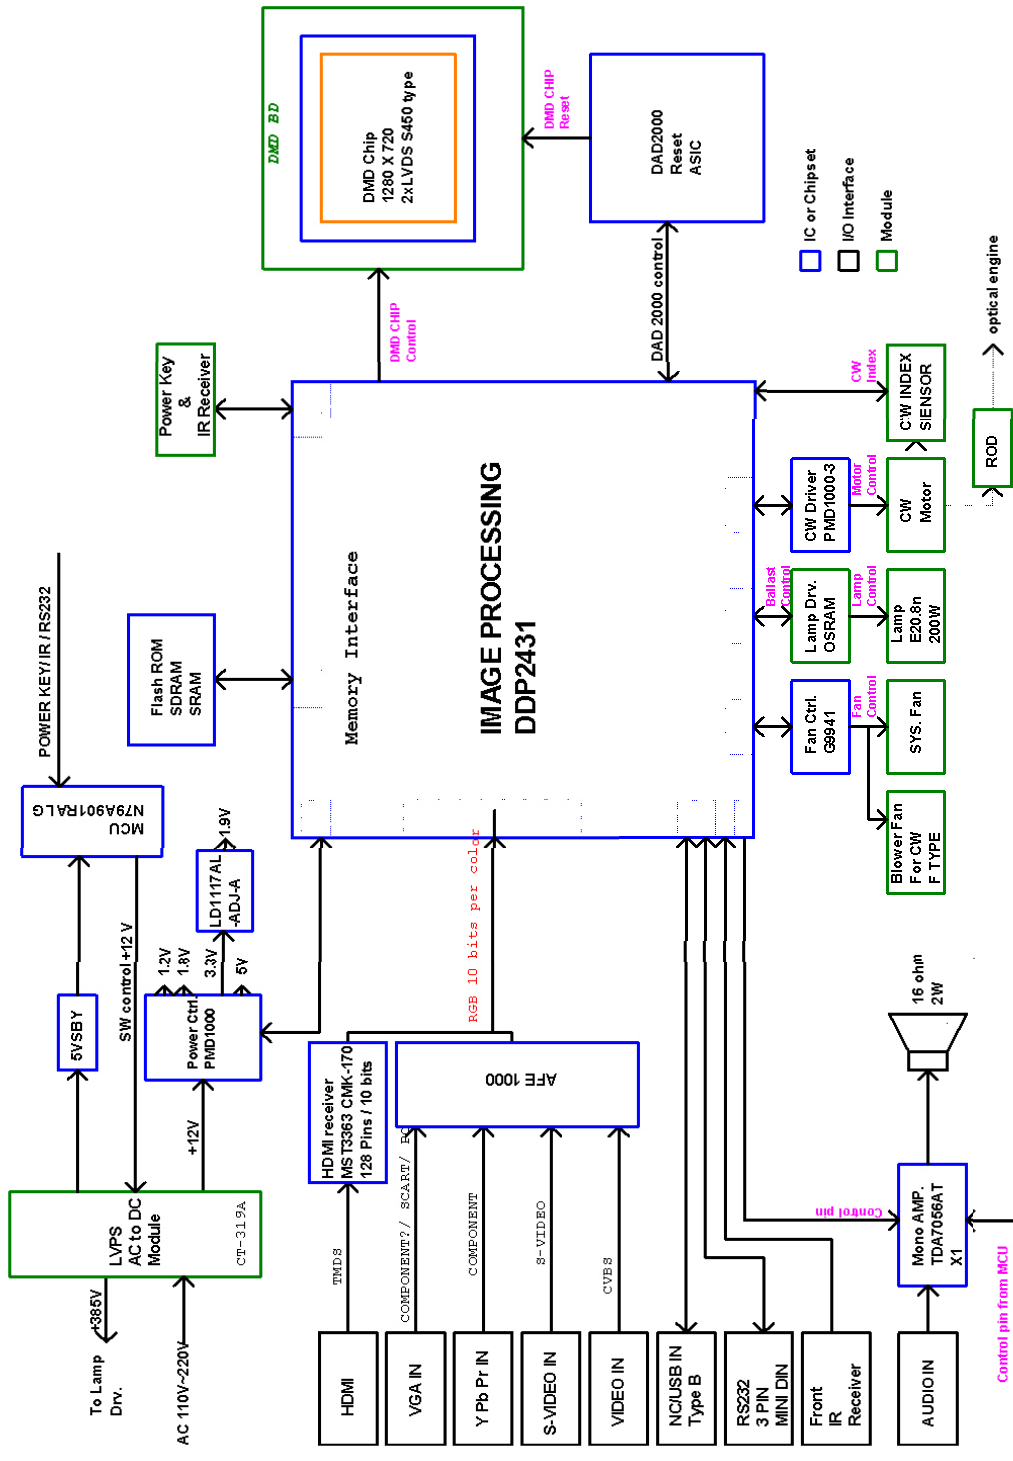 POWER KEY/ IR / RS232
MCU
N79A901RALG
5VSBY
SW control +12 V
LD1117AL
-ADJ-A
1.9V
1.2V
1.8V
3.3V
5V
Power Ctrl.
PMD1000
+12V
LVPS
AC to DC
Module
CT-319A
+385V
To Lamp
Drv.
AC 110V~220V
Flash ROM
SDRAM
SRAM
Power Key
&
IR Receiver
DMD BD
DMD Chip
1280 X 720
2xLVDS S450 type
DMD CHIP
Reset
DAD2000
Reset
ASIC
DMD CHIP
Control
DAD 2000 control
IC or Chipset
I/O Interface
Module
Memory Interface
IMAGE PROCESSING
DDP2431
RGB 10 bits per color
HDMI receiver
MST3363 CMK-170
128 Pins / 10 bits
AFE 1000
TMDS
COMPONENT?/ SCART/
COMPONENT
S-VIDEO
CVBS
HDMI
VGA IN
Y Pb Pr IN
S-VIDEO IN
VIDEO IN
NC/USB IN
Type B
RS232
3 PIN
MINI DIN
Front
IR
Receiver
AUDIO IN
Control pin
Mono AMP.
TDA7056AT
X1
Control pin from MCU
16 ohm
2W
Fan Ctrl.
G9941
Fan
Control
SYS. Fan
Blower Fan
For CW
F TYPE
Ballast
Control
Lamp Drv.
OSRAM
Lamp
Control
Lamp
E20.8n
200W
CW Driver
PMD1000-3
Motor
Control
CW
Motor
CW
Index
CW INDEX
SIENSOR
ROD
optical engine